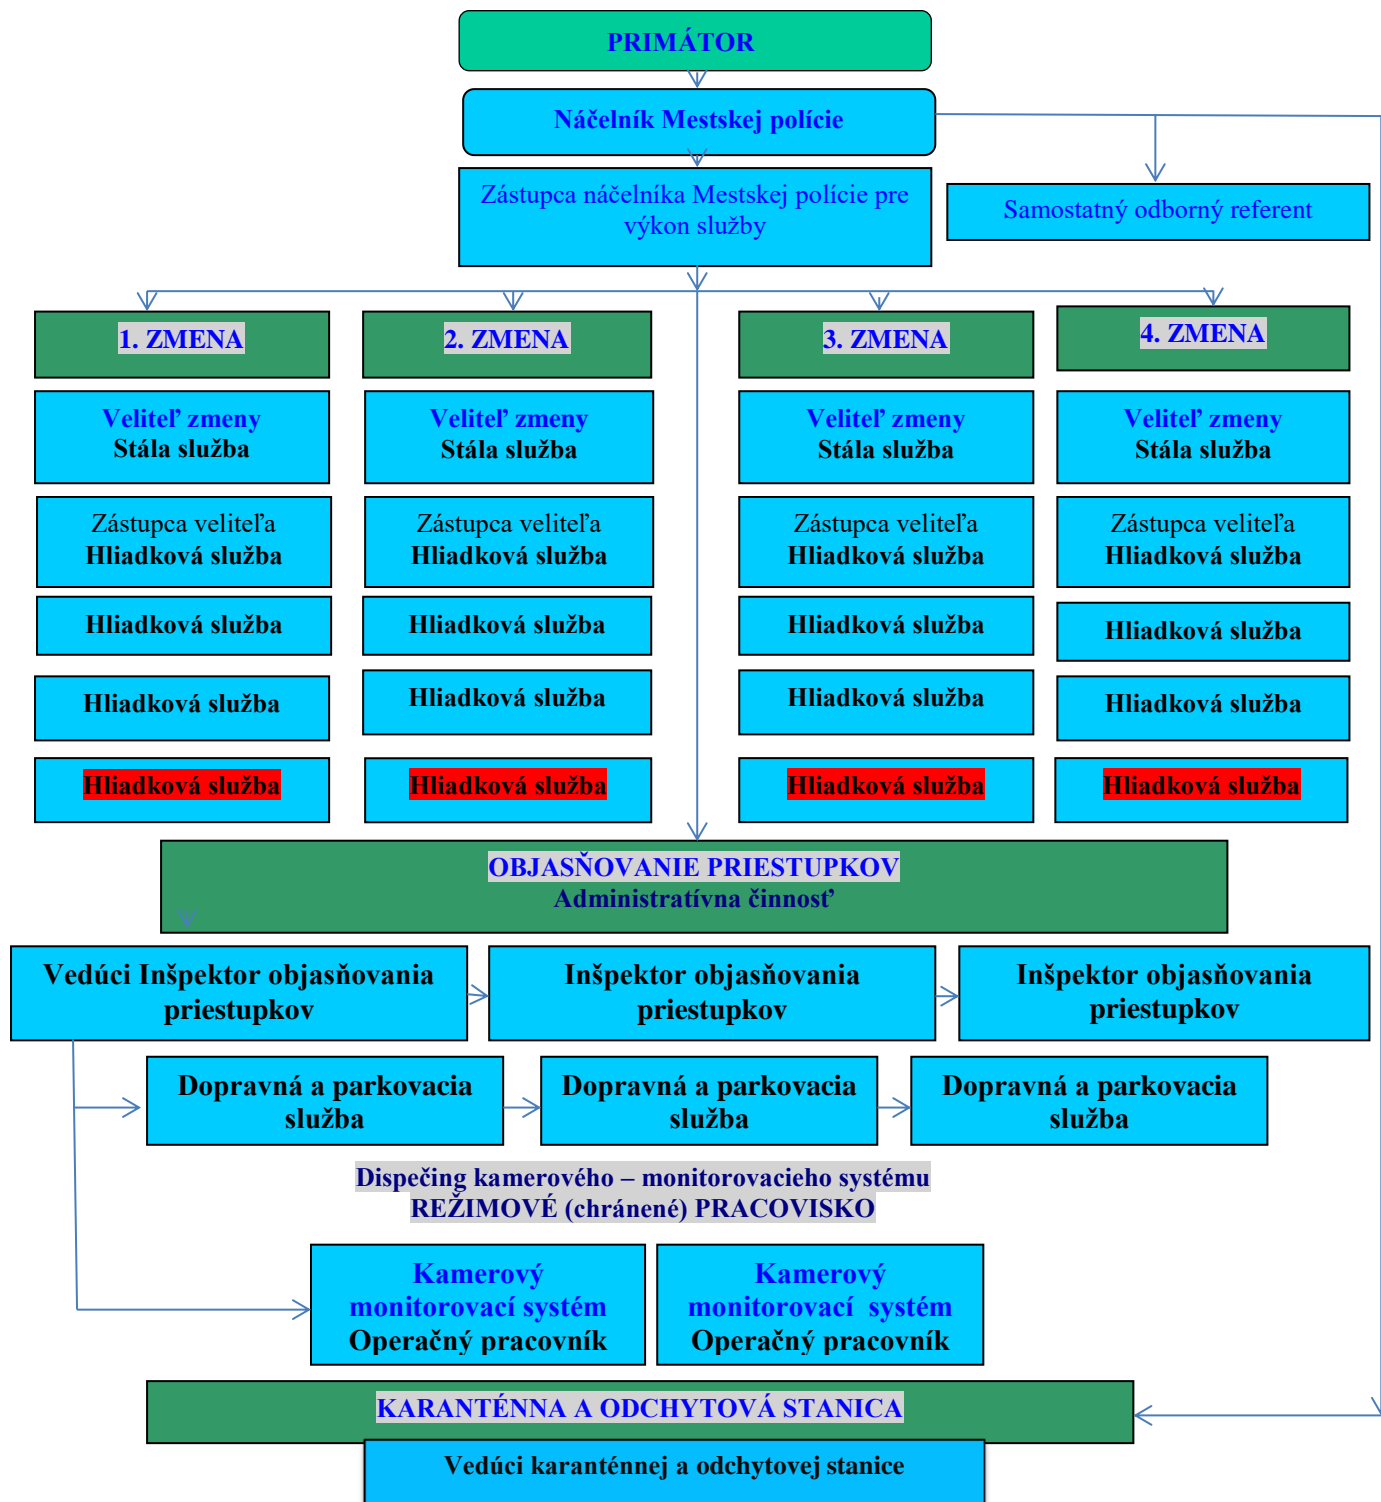 PRIMÁTOR
Náčelník Mestskej polície
Zástupca náčelníka Mestskej polície pre
výkon služby
Samostatný odborný referent
1. ZMENA
2. ZMENA
3. ZMENA
4. ZMENA
Veliteľ zmeny
Stála služba
Veliteľ zmeny
Stála služba
Veliteľ zmeny
Stála služba
Veliteľ zmeny
Stála služba
Zástupca veliteľa
Hliadková služba
Zástupca veliteľa
Hliadková služba
Zástupca veliteľa
Hliadková služba
Zástupca veliteľa
Hliadková služba
Hliadková služba
Hliadková služba
Hliadková služba
Hliadková služba
Hliadková služba
Hliadková služba
Hliadková služba
Hliadková služba
Hliadková služba
Hliadková služba
Hliadková služba
Hliadková služba
OBJASŇOVANIE PRIESTUPKOV
Administratívna činnosť
Vedúci Inšpektor objasňovania
priestupkov
Inšpektor objasňovania
priestupkov
Inšpektor objasňovania
priestupkov
Dopravná a parkovacia
služba
Dopravná a parkovacia
služba
Dopravná a parkovacia
služba
Dispečing kamerového – monitorovacieho systému
REŽIMOVÉ (chránené) PRACOVISKO
Kamerový
monitorovací systém
Operačný pracovník
Kamerový
monitorovací  systém
Operačný pracovník
KARANTÉNNA A ODCHYTOVÁ STANICA
Vedúci karanténnej a odchytovej stanice